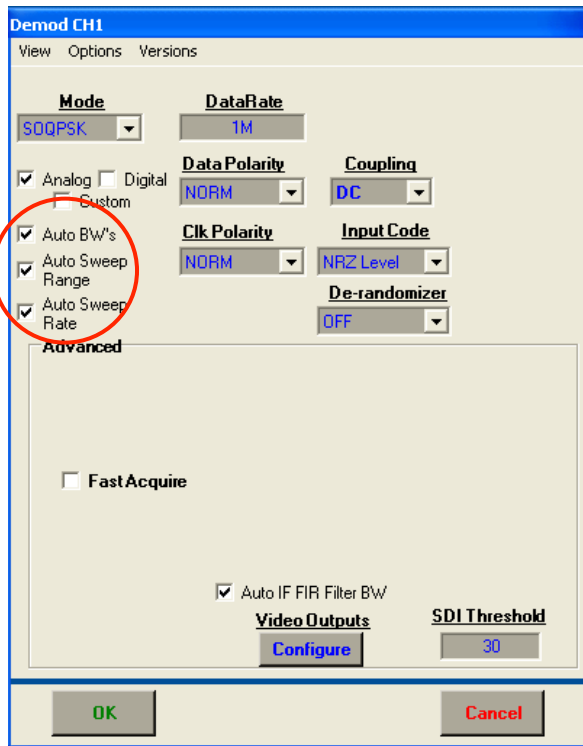 Demod CH1
View Options Versions
Mode DataRate
SOQPSK 1M
Data Polarity Coupling
Analog Digital
NORM DC
Custom
Auto BW's Clk Polarity Input Code
Auto Sweep
Range
NORM NRZ Level
De-randomizer
Auto Sweep
Rate
OFF
Advanced
Fast Acquire
Auto IF FIR Filter BW
Video Outputs SDI Threshold
Configure 30
OK Cancel